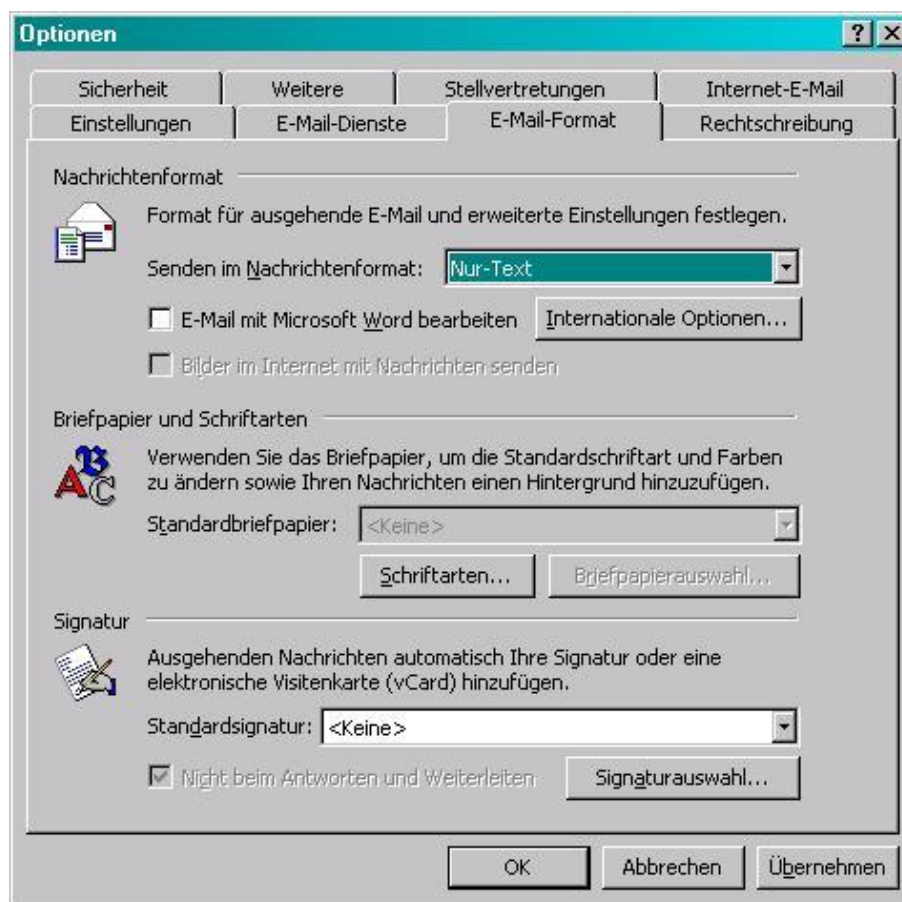 Optionen
Sicherheit Weitere Stellvertretungen Internet-E-Mail
Einstellungen E-Mail-Dienste E-Mail-Format Rechtschreibung
Nachrichtenformat
Format für ausgehende E-Mail und erweiterte Einstellungen festlegen.
Senden im Nachrichtenformat: Nur-Text
E-Mail mit Microsoft Word bearbeiten Internationale Optionen...
Bilder im Internet mit Nachrichten senden
Briefpapier und Schriftarten
Verwenden Sie das Briefpapier, um die Standardschriftart und Farben
zu ändern sowie Ihren Nachrichten einen Hintergrund hinzuzufügen.
Standardbriefpapier: <Keine>
Schriftarten... Briefpapierauswahl...
Signatur
Ausgehenden Nachrichten automatisch Ihre Signatur oder eine
elektronische Visitenkarte (vCard) hinzufügen.
Standardsignatur: <Keine>
Nicht beim Antworten und Weiterleiten Signaturauswahl...
OK Abbrechen Übernehmen